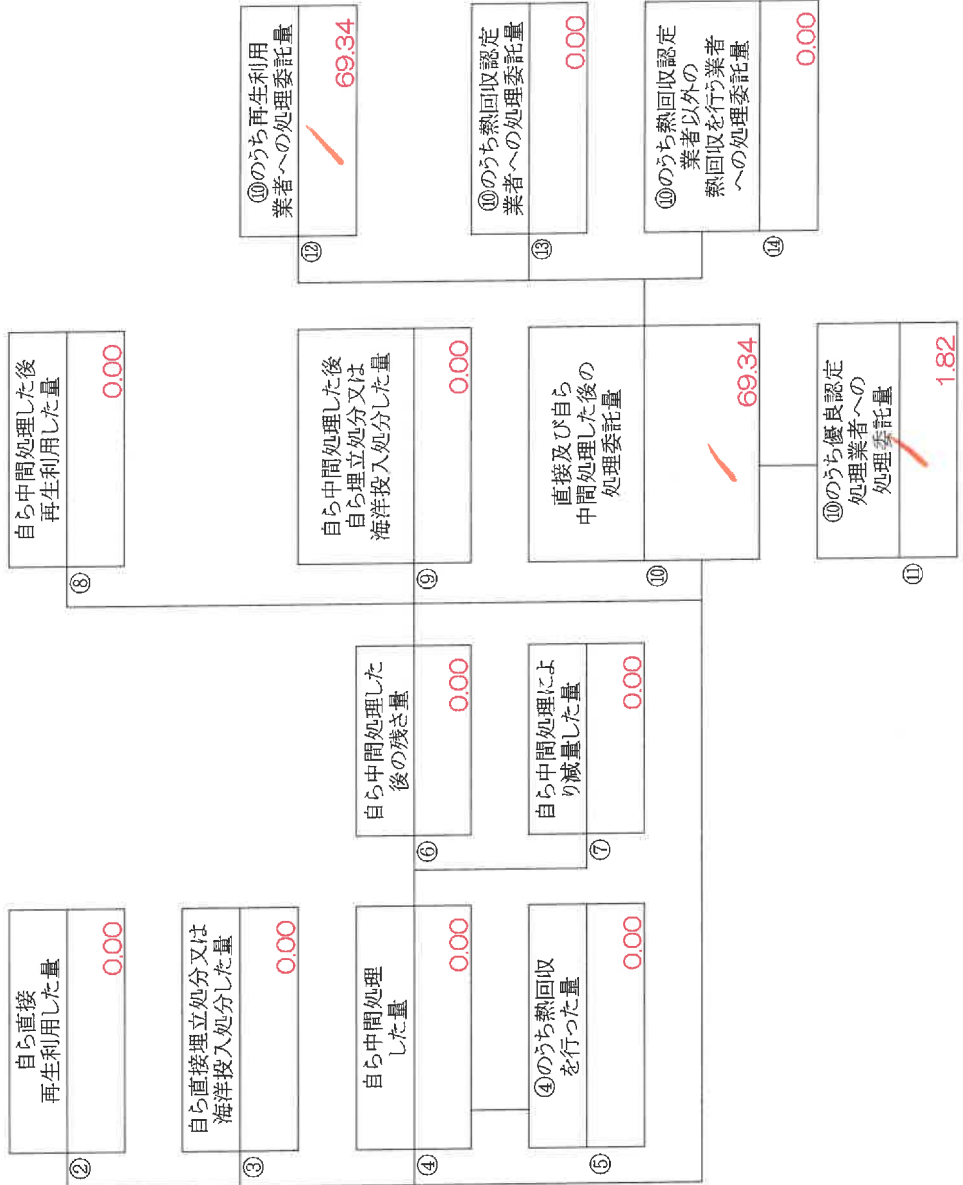 ②
自ら直接
再生利用した量
0.00
③
自ら直接埋立処分又は
海洋投入処分した量
0.00
④
自ら中間処理
した量
0.00
⑤
④のうち熱回収
を行った量
0.00
⑥
自ら中間処理した
後の残さ量
0.00
⑦
自ら中間処理によ
り減量した量
0.00
⑧
自ら中間処理した後
再生利用した量
0.00
⑨
自ら中間処理した後
自ら埋立処分又は
海洋投入処分した量
0.00
⑩
直接及び自ら
中間処理した後の
処理委託量
69.34
⑪
⑩のうち優良認定
処理業者への
処理委託量
1.82
⑫
⑩のうち再生利用
業者への処理委託量
69.34
⑬
⑩のうち熱回収認定
業者への処理委託量
0.00
⑭
⑩のうち熱回収認定
業者以外の
熱回収を行う業者
への処理委託量
0.00